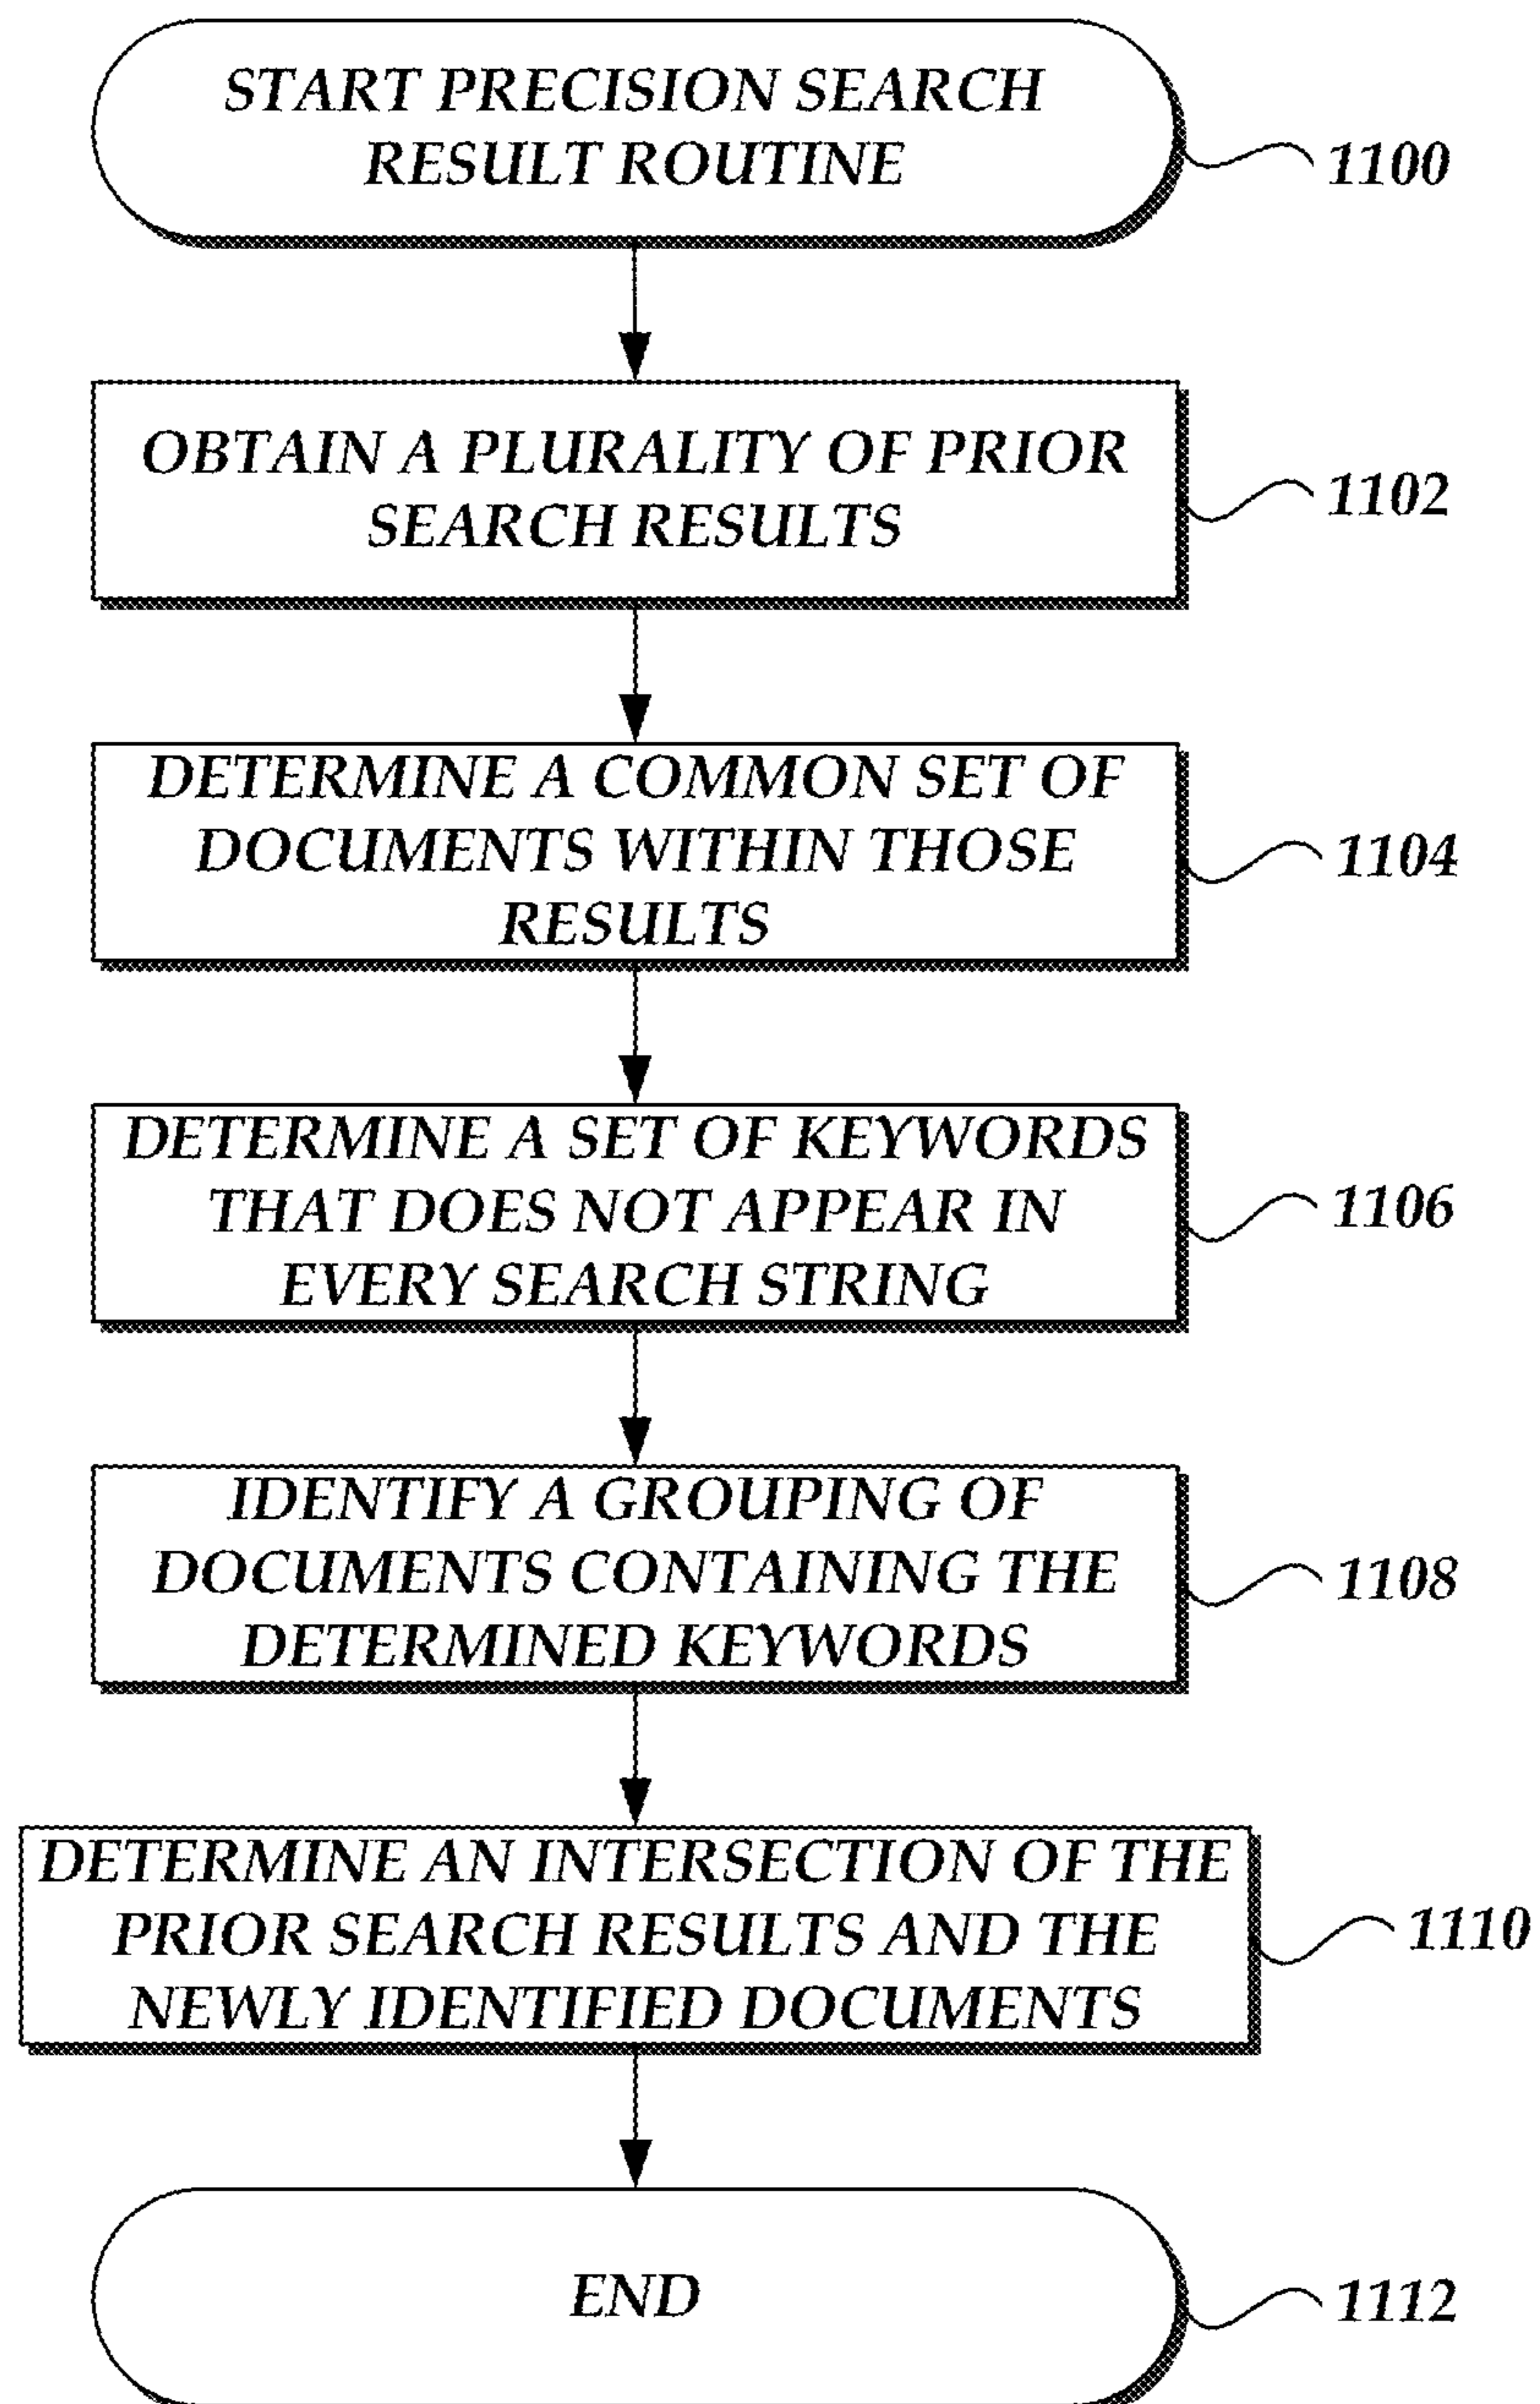 START PRECISION SEARCH
RESULT ROUTINE
1100
OBTAIN A PLURALITY OF PRIOR
SEARCH RESULTS
1102
DETERMINE A COMMON SET OF
DOCUMENTS WITHIN THOSE
RESULTS
1104
DETERMINE A SET OF KEYWORDS
THAT DOES NOT APPEAR IN
EVERY SEARCH STRING
1106
IDENTIFY A GROUPING OF
DOCUMENTS CONTAINING THE
DETERMINED KEYWORDS
1108
DETERMINE AN INTERSECTION OF THE
PRIOR SEARCH RESULTS AND THE
NEWLY IDENTIFIED DOCUMENTS
1110
END
1112